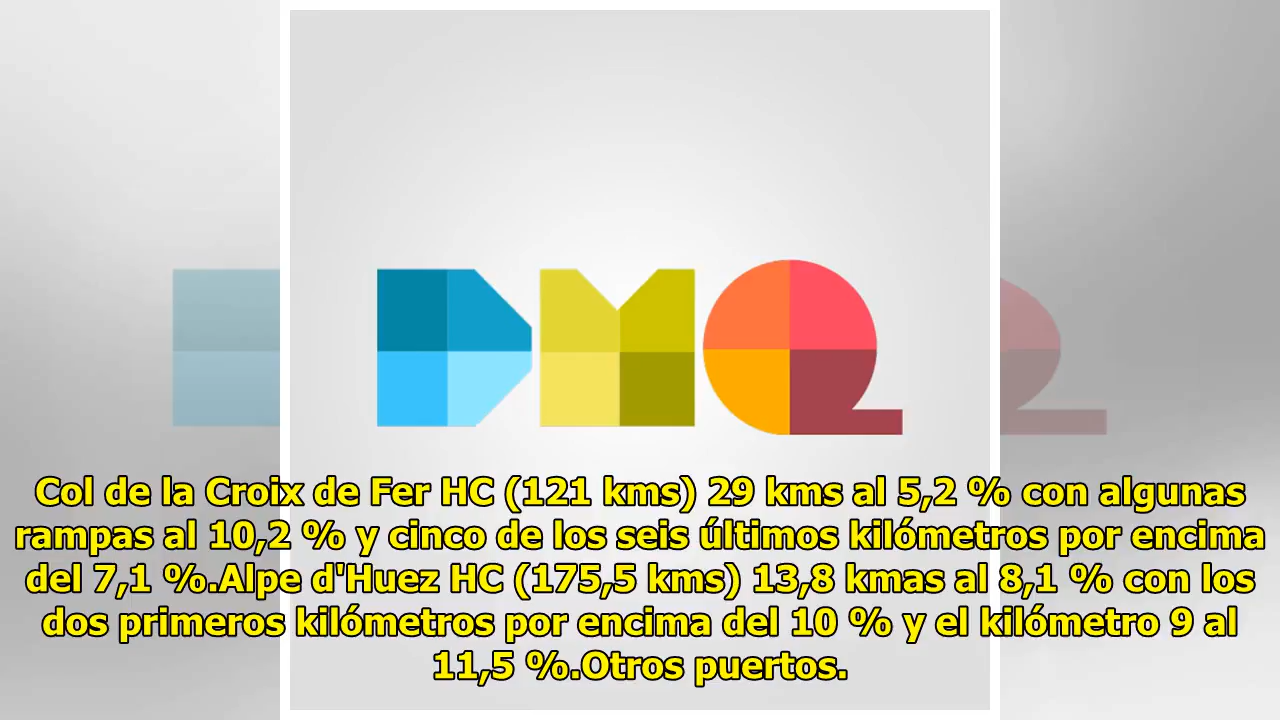 DMQ
Col de la Croix de Fer HC (121 kms) 29 kms al 5,2 % con algunas
rampas al 10,2 % y cinco de los seis últimos kilómetros por encima
del 7,1 %.Alpe d'Huez HC (175,5 kms) 13,8 kmas al 8,1 % con los
dos primeros kilómetros por encima del 10 % y el kilómetro 9 al
11,5 %.Otros puertos.